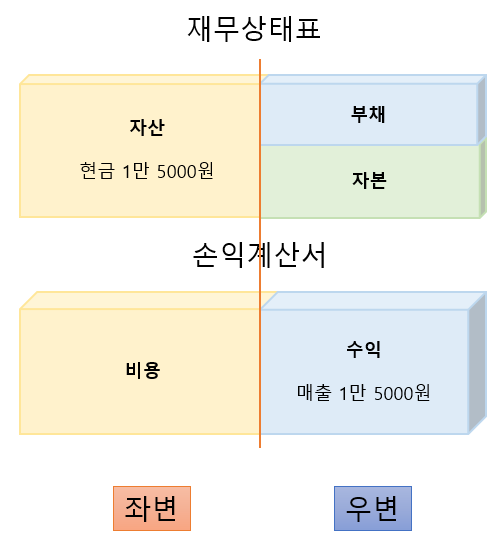 재무상태표
자산
현금 1만 5000원
부채
자본
손익계산서
비용
수익
매출 1만 5000원
좌변
우변